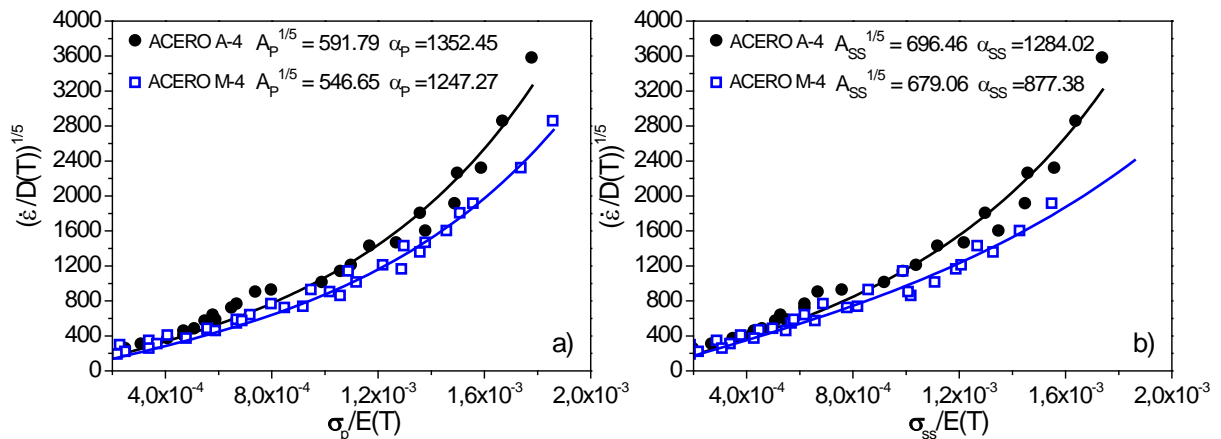 4000
3600
3200
2800
2400
2000
1600
1200
800
400
0
(ε̇/D(T))^1/5
ACERO A-4 A_P^1/5 = 591.79 α_P =1352.45
ACERO M-4 A_P^1/5 = 546.65 α_P =1247.27
a)
4,0x10^-4 8,0x10^-4 1,2x10^-3 1,6x10^-3 2,0x10^-3
σ_p/E(T)
4000
3600
3200
2800
2400
2000
1600
1200
800
400
0
(ε̇/D(T))^1/5
ACERO A-4 A_SS^1/5 = 696.46 α_SS =1284.02
ACERO M-4 A_SS^1/5 = 679.06 α_SS =877.38
b)
4,0x10^-4 8,0x10^-4 1,2x10^-3 1,6x10^-3 2,0x10^-3
σ_ss/E(T)